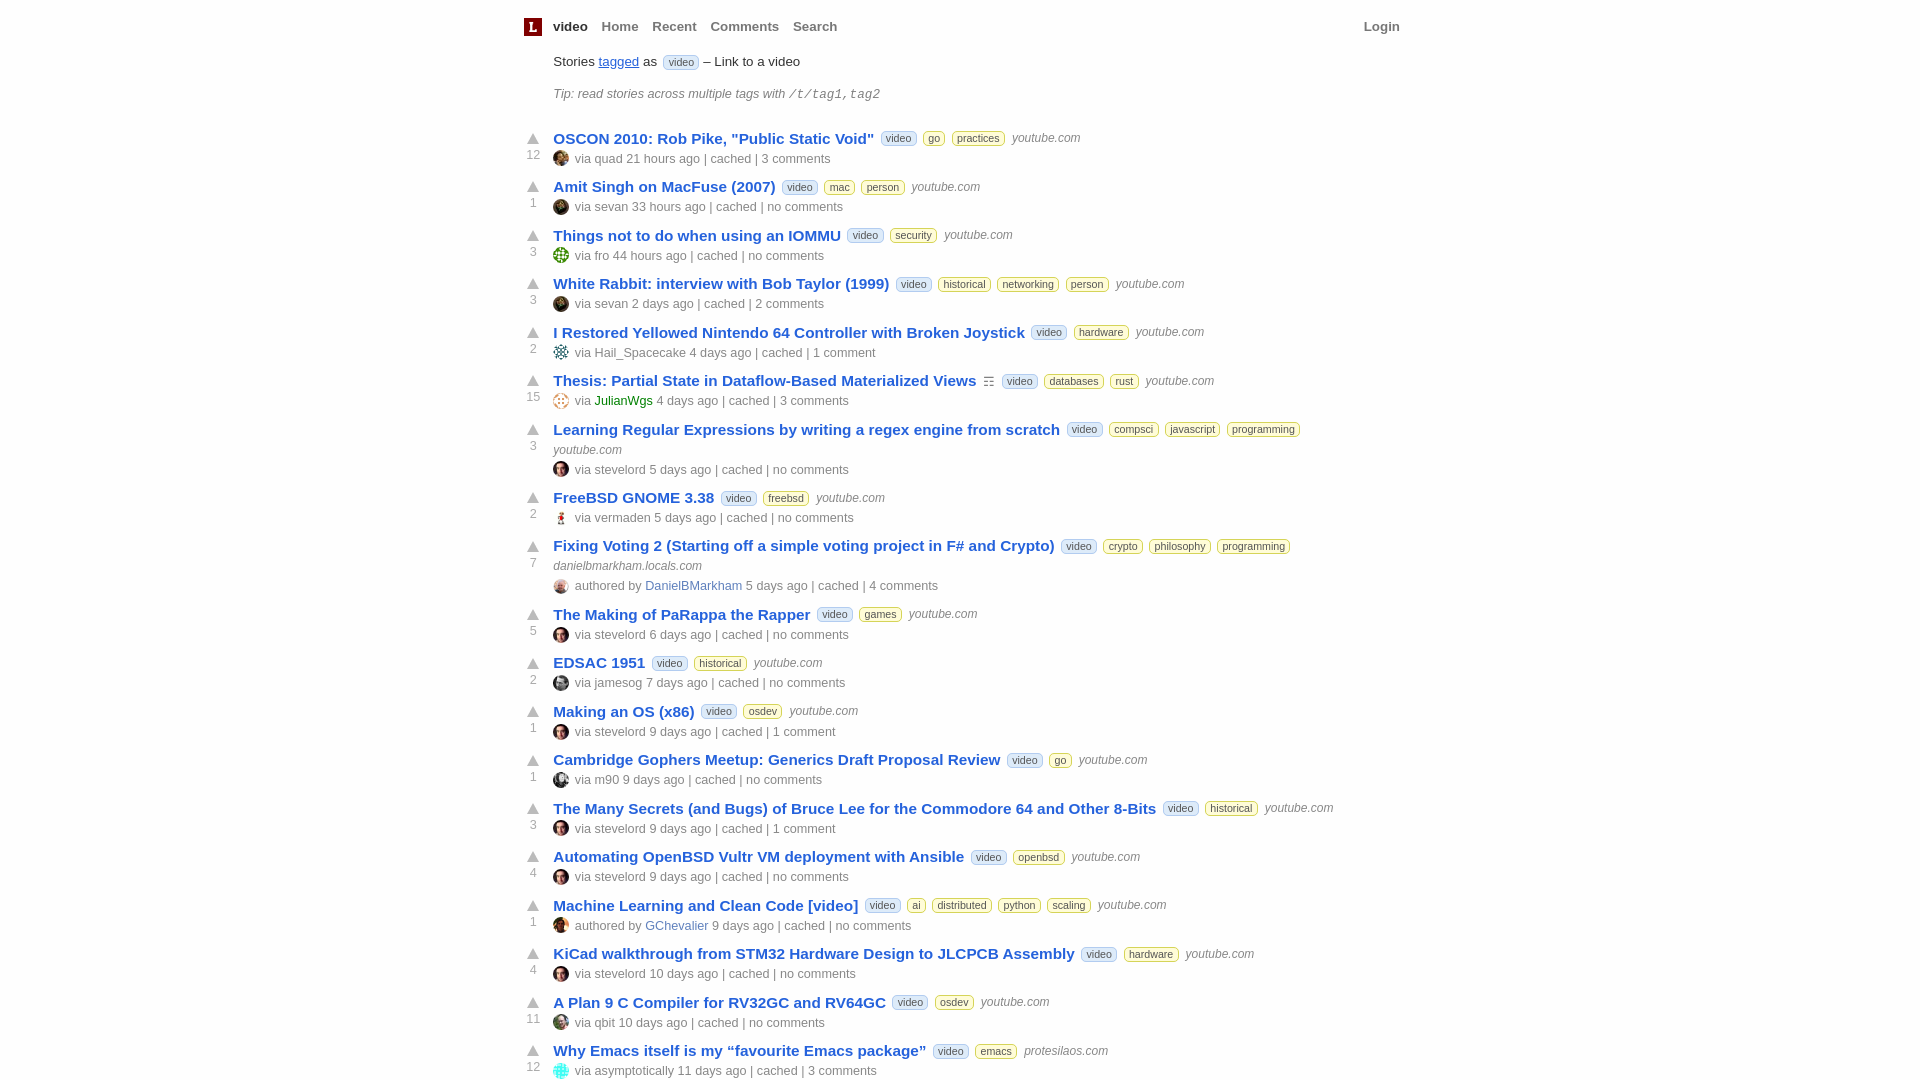 L video Home Recent Comments Search Login
Stories tagged as video – Link to a video
Tip: read stories across multiple tags with /t/tag1,tag2
OSCON 2010: Rob Pike, "Public Static Void" video go practices youtube.com
12 via quad 21 hours ago | cached | 3 comments
Amit Singh on MacFuse (2007) video mac person youtube.com
1 via sevan 33 hours ago | cached | no comments
Things not to do when using an IOMMU video security youtube.com
3 via fro 44 hours ago | cached | no comments
White Rabbit: interview with Bob Taylor (1999) video historical networking person youtube.com
3 via sevan 2 days ago | cached | 2 comments
I Restored Yellowed Nintendo 64 Controller with Broken Joystick video hardware youtube.com
2 via Hail_Spacecake 4 days ago | cached | 1 comment
Thesis: Partial State in Dataflow-Based Materialized Views ☶ video databases rust youtube.com
15 via JulianWgs 4 days ago | cached | 3 comments
Learning Regular Expressions by writing a regex engine from scratch video compsci javascript programming
3 youtube.com
via stevelord 5 days ago | cached | no comments
FreeBSD GNOME 3.38 video freebsd youtube.com
2 via vermaden 5 days ago | cached | no comments
Fixing Voting 2 (Starting off a simple voting project in F# and Crypto) video crypto philosophy programming
7 danielbmarkham.locals.com
authored by DanielBMarkham 5 days ago | cached | 4 comments
The Making of PaRappa the Rapper video games youtube.com
5 via stevelord 6 days ago | cached | no comments
EDSAC 1951 video historical youtube.com
2 via jamesog 7 days ago | cached | no comments
Making an OS (x86) video osdev youtube.com
1 via stevelord 9 days ago | cached | 1 comment
Cambridge Gophers Meetup: Generics Draft Proposal Review video go youtube.com
1 via m90 9 days ago | cached | no comments
The Many Secrets (and Bugs) of Bruce Lee for the Commodore 64 and Other 8-Bits video historical youtube.com
3 via stevelord 9 days ago | cached | 1 comment
Automating OpenBSD Vultr VM deployment with Ansible video openbsd youtube.com
4 via stevelord 9 days ago | cached | no comments
Machine Learning and Clean Code [video] video ai distributed python scaling youtube.com
1 authored by GChevalier 9 days ago | cached | no comments
KiCad walkthrough from STM32 Hardware Design to JLCPCB Assembly video hardware youtube.com
4 via stevelord 10 days ago | cached | no comments
A Plan 9 C Compiler for RV32GC and RV64GC video osdev youtube.com
11 via qbit 10 days ago | cached | no comments
Why Emacs itself is my “favourite Emacs package” video emacs protesilaos.com
12 via asymptotically 11 days ago | cached | 3 comments